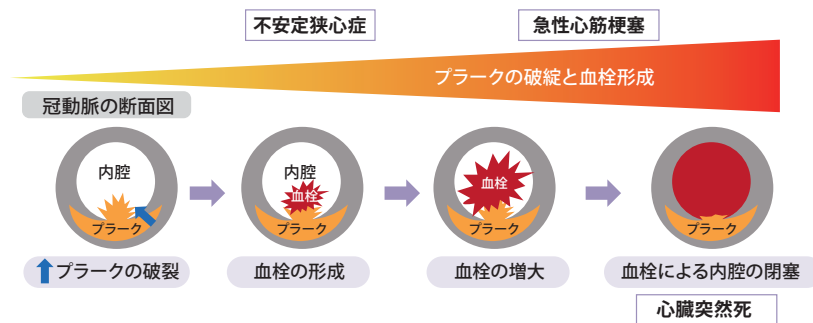 不安定狭心症
急性心筋梗塞
プラークの破綻と血栓形成
冠動脈の断面図
内腔
プラーク
内腔
血栓
プラーク
血栓
プラーク
プラーク
プラークの破裂
血栓の形成
血栓の増大
血栓による内腔の閉塞
心臓突然死